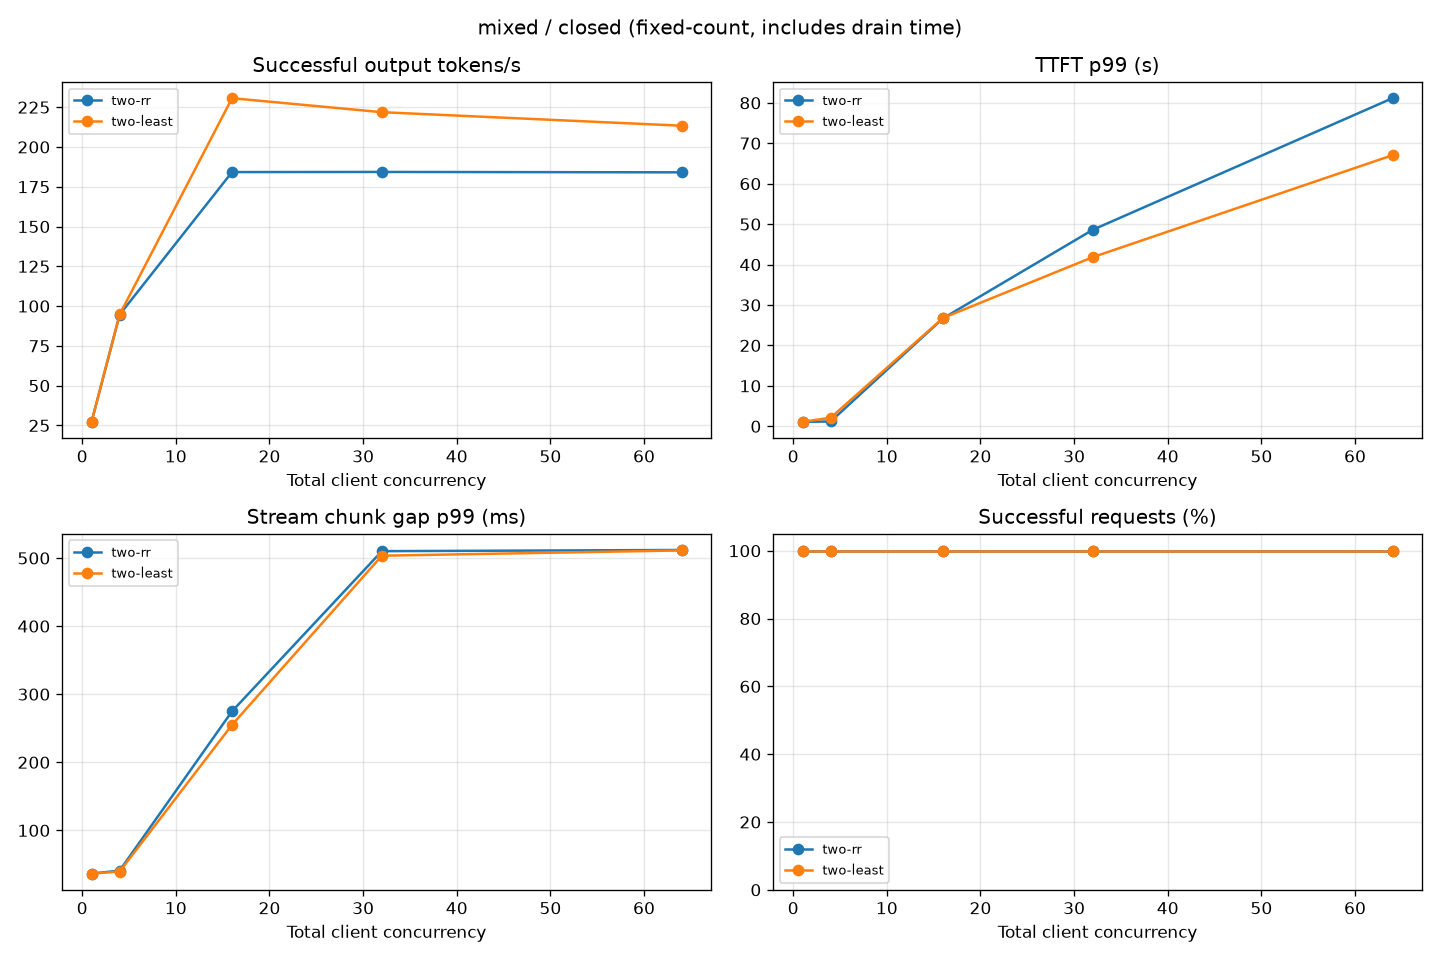 mixed / closed (fixed-count, includes drain time)
Successful output tokens/s
two-rr
two-least
225
200
175
150
125
100
75
50
25
0 10 20 30 40 50 60
Total client concurrency
TTFT p99 (s)
two-rr
two-least
80
70
60
50
40
30
20
10
0
0 10 20 30 40 50 60
Total client concurrency
Stream chunk gap p99 (ms)
two-rr
two-least
500
400
300
200
100
0 10 20 30 40 50 60
Total client concurrency
Successful requests (%)
100
80
60
40
20
0
two-rr
two-least
0 10 20 30 40 50 60
Total client concurrency